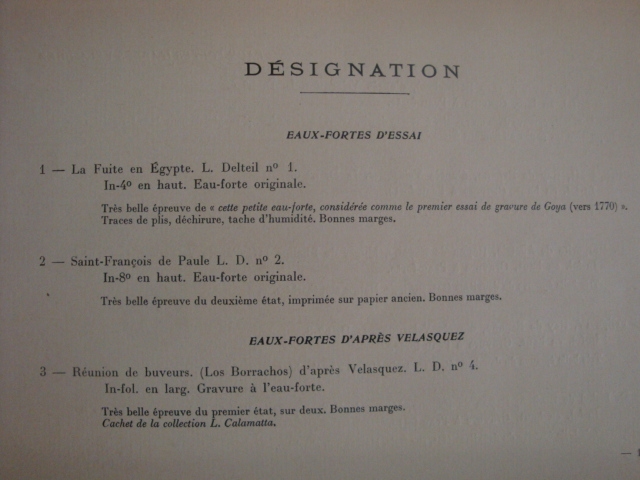 DÉSIGNATION
EAUX-FORTES D'ESSAI
1 — La Fuite en Égypte. L. Delteil nº 1.
In-4º en haut. Eau-forte originale.
Très belle épreuve de « cette petite eau-forte, considérée comme le premier essai de gravure de Goya (vers 1770) ».
Traces de plis, déchirure, tache d'humidité. Bonnes marges.
2 — Saint-François de Paule L. D. nº 2.
In-8º en haut. Eau-forte originale.
Très belle épreuve du deuxième état, imprimée sur papier ancien. Bonnes marges.
EAUX-FORTES D'APRÈS VELASQUEZ
3 — Réunion de buveurs. (Los Borrachos) d'après Velasquez. L. D. nº 4.
In-fol. en larg. Gravure à l'eau-forte.
Très belle épreuve du premier état, sur deux. Bonnes marges.
Cachet de la collection L. Calamatta.